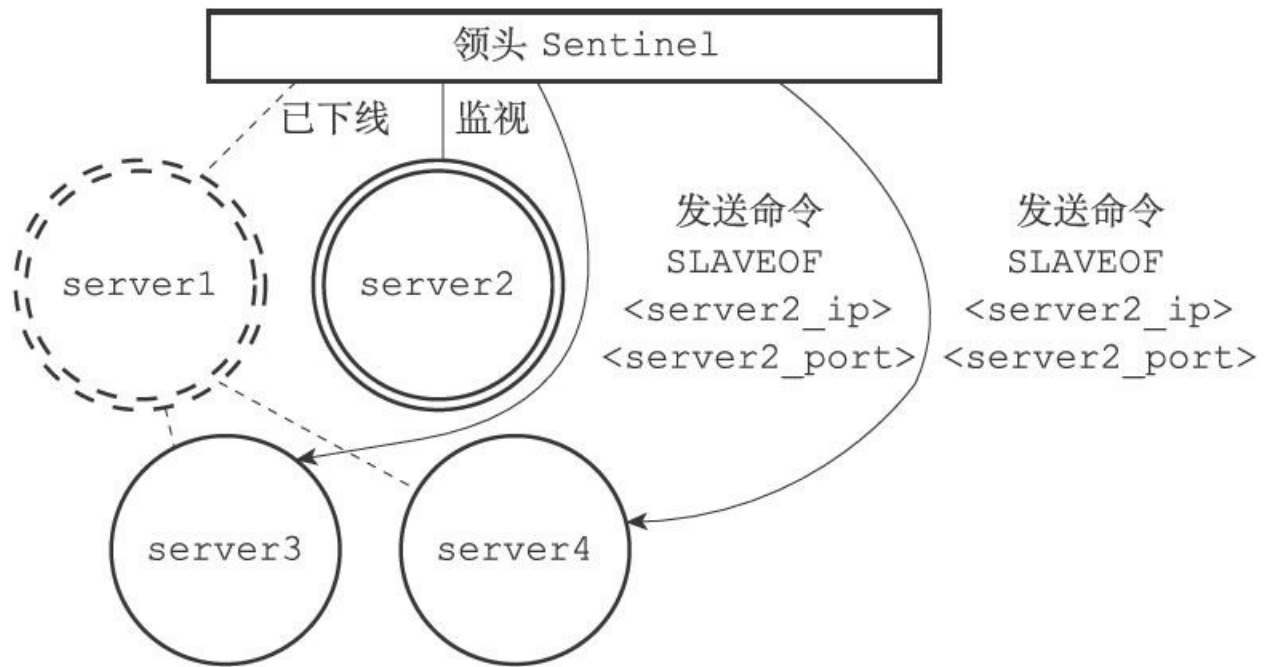 领头 Sentinel
已下线
监视
server1
server2
发送命令
SLAVEOF
<server2_ip>
<server2_port>
发送命令
SLAVEOF
<server2_ip>
<server2_port>
server3
server4